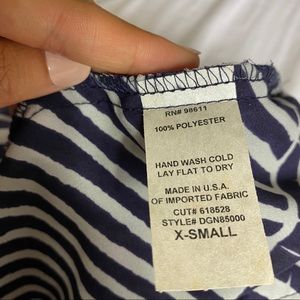 RN# 98611
100% POLYESTER
HAND WASH COLD
LAY FLAT TO DRY
MADE IN U.S.A.
OF IMPORTED FABRIC
CUT# 618528
STYLE# DGN85000
X-SMALL